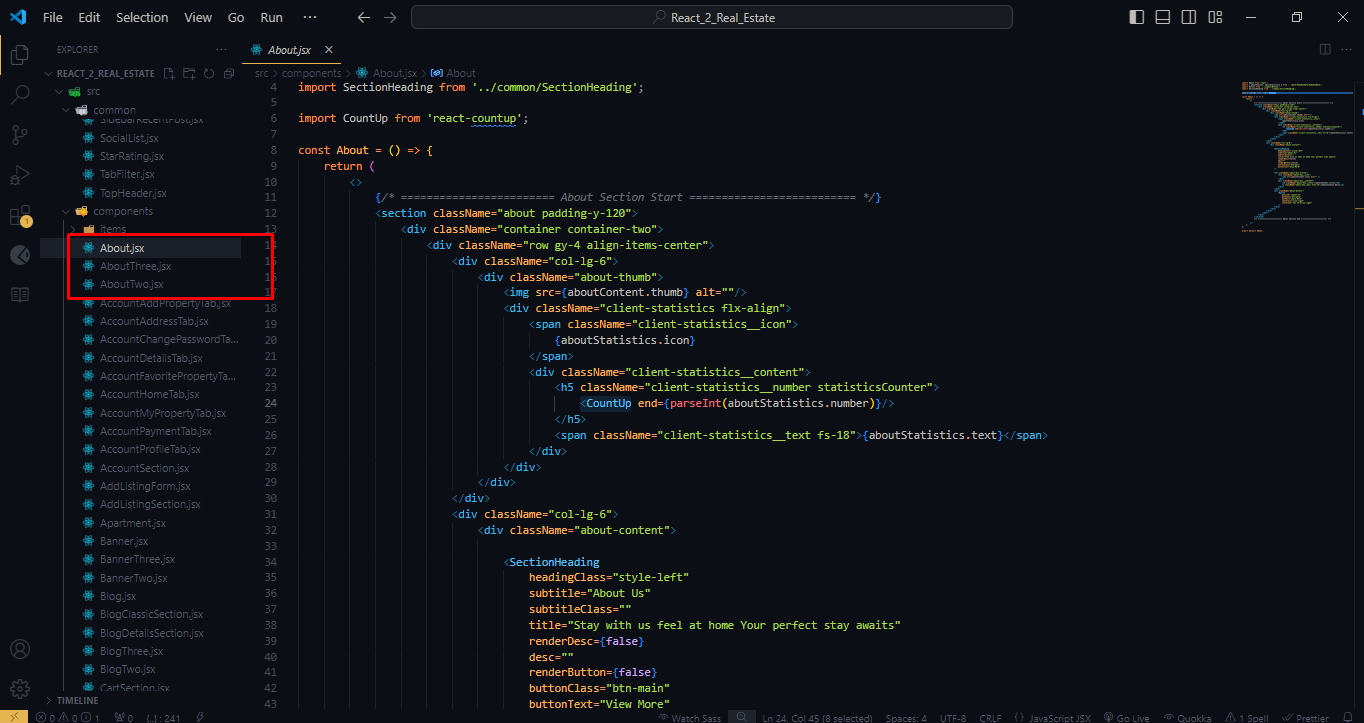 File Edit Selection View Go Run ···
React_2_Real_Estate
EXPLORER
REACT_2_REAL_ESTATE
src
common
SidebarRecentPost.jsx
SocialList.jsx
StarRating.jsx
TabFilter.jsx
TopHeader.jsx
components
items
About.jsx
AboutThree.jsx
AboutTwo.jsx
AccountAddPropertyTab.jsx
AccountAddressTab.jsx
AccountChangePasswordTa...
AccountDetailsTab.jsx
AccountFavoritePropertyTa...
AccountHomeTab.jsx
AccountMyPropertyTab.jsx
AccountPaymentTab.jsx
AccountProfileTab.jsx
AccountSection.jsx
AddListingForm.jsx
AddListingSection.jsx
Apartment.jsx
Banner.jsx
BannerThree.jsx
BannerTwo.jsx
Blog.jsx
BlogClassicSection.jsx
BlogDetailsSection.jsx
BlogThree.jsx
BlogTwo.jsx
CartSection.jsx
TIMELINE
1
About.jsx
src > components > About.jsx > About
4 import SectionHeading from '../common/SectionHeading';
5
6 import CountUp from 'react-countup';
7
8 const About = () => {
9 return (
10 <>
11 {/* ======================= About Section Start ========================= */}
12 <section className="about padding-y-120">
13 <div className="container container-two">
14 <div className="row gy-4 align-items-center">
15 <div className="col-lg-6">
16 <div className="about-thumb">
17 <img src={aboutContent.thumb} alt=""/>
18 <div className="client-statistics flx-align">
19 <span className="client-statistics__icon">
20 {aboutStatistics.icon}
21 </span>
22 <div className="client-statistics__content">
23 <h5 className="client-statistics__number statisticsCounter">
24 <CountUp end={parseInt(aboutStatistics.number)}/>
25 </h5>
26 <span className="client-statistics__text fs-18">{aboutStatistics.text}</span>
27 </div>
28 </div>
29 </div>
30 </div>
31 <div className="col-lg-6">
32 <div className="about-content">
33
34 <SectionHeading
35 headingClass="style-left"
36 subtitle="About Us"
37 subtitleClass=""
38 title="Stay with us feel at home Your perfect stay awaits"
39 renderDesc={false}
40 desc=""
41 renderButton={false}
42 buttonClass="btn-main"
43 buttonText="View More"
0 0 1 0 {..} : 241 Watch Sass Ln 24, Col 45 (8 selected) Spaces: 4 UTF-8 CRLF JavaScript JSX Go Live Quokka 1 Spell Prettier